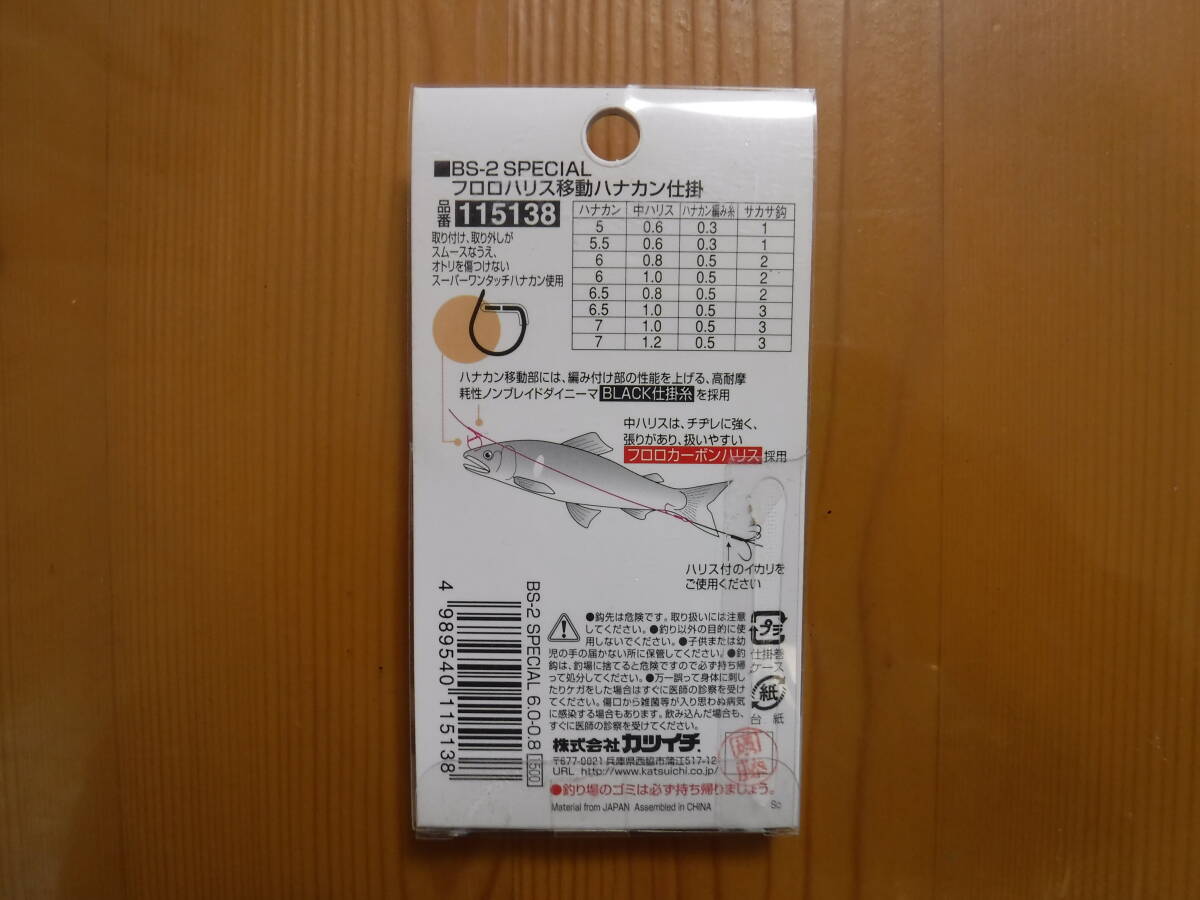 ■BS-2 SPECIAL
フロロハリス移動ハナカン仕掛
品番 115138
取り付け、取り外しが
スムースなうえ、
オトリを傷つけない
スーパーワンタッチハナカン使用
ハナカン 中ハリス ハナカン編み糸 サカサ鈎
5 0.6 0.3 1
5.5 0.6 0.3 1
6 0.8 0.5 2
6 1.0 0.5 2
6.5 0.8 0.5 2
6.5 1.0 0.5 3
7 1.0 0.5 3
7 1.2 0.5 3
ハナカン移動部には、編み付け部の性能を上げる、高耐摩
耗性ノンブレイドダイニーマ BLACK仕掛糸 を採用
中ハリスは、チヂレに強く、
張りがあり、扱いやすい
フロロカーボンハリス 採用
ハリス付のイカリを
ご使用ください
BS-2 SPECIAL 6.0-0.8 1500
4 989540 115138
●鈎先は危険です。取り扱いには注意
してください。●釣り以外の目的に使
用しないでください。●子供または幼
児の手の届かない所に保管してください。●釣
鈎は、釣場に捨てると危険ですので必ず持ち帰
って処分してください。●万一誤って身体に刺し
たりケガをした場合はすぐに医師の診察を受け
てください。傷口から雑菌等が入り思わぬ病気
に感染する場合もあります。飲み込んだ場合も、
すぐに医師の診察を受けてください。
プラ
仕掛巻
ケース
紙
台紙
株式会社カツイチ
〒677-0021 兵庫県西脇市蒲江517-12
URL http://www.katsuichi.co.jp/
●釣り場のゴミは必ず持ち帰りましょう。
Material from JAPAN Assembled in CHINA